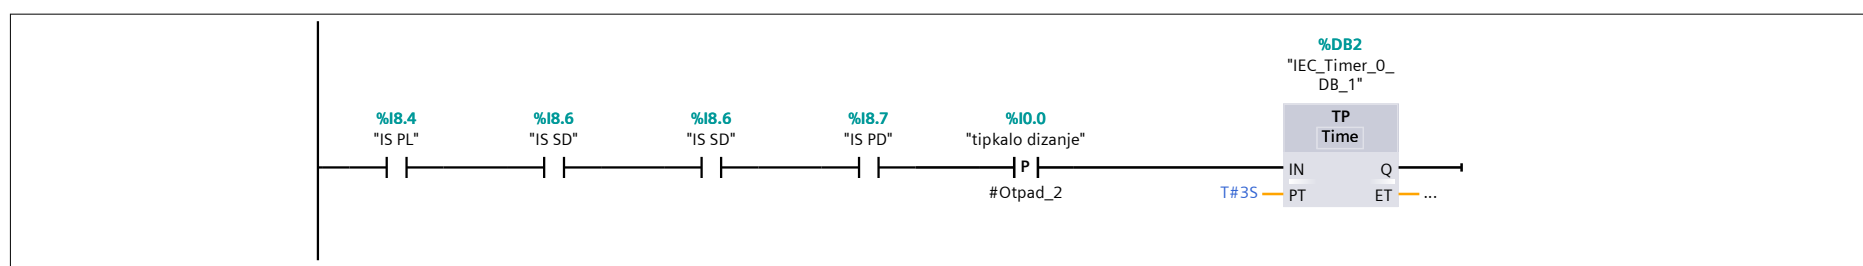 %DB2
"IEC_Timer_0_
DB_1"
%I8.4
"IS PL"
%I8.6
"IS SD"
%I8.6
"IS SD"
%I8.7
"IS PD"
%I0.0
"tipkalo dizanje"
P
#Otpad_2
TP
Time
IN
Q
T#3S
PT
ET
...